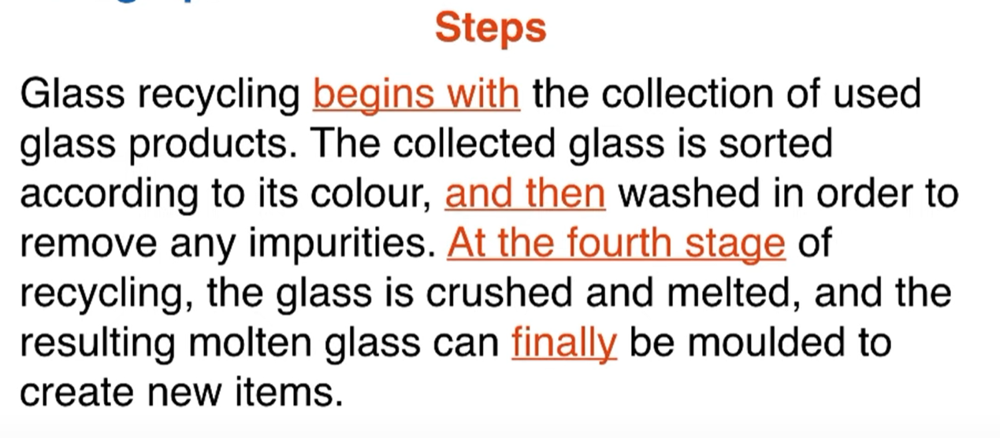 Steps
Glass recycling begins with the collection of used
glass products. The collected glass is sorted
according to its colour, and then washed in order to
remove any impurities. At the fourth stage of
recycling, the glass is crushed and melted, and the
resulting molten glass can finally be moulded to
create new items.